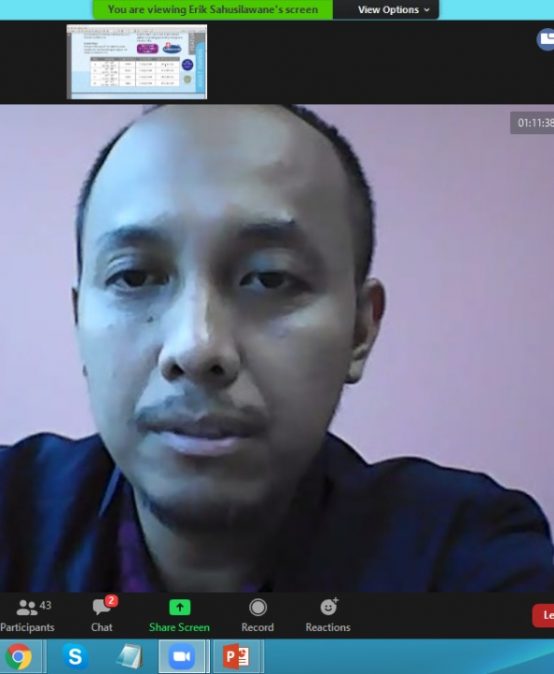 You are viewing Erik Sahusilawane's screen
View Options
01:11:38
43
2
Participants
Chat
Share Screen
Record
Reactions
Le
S
P